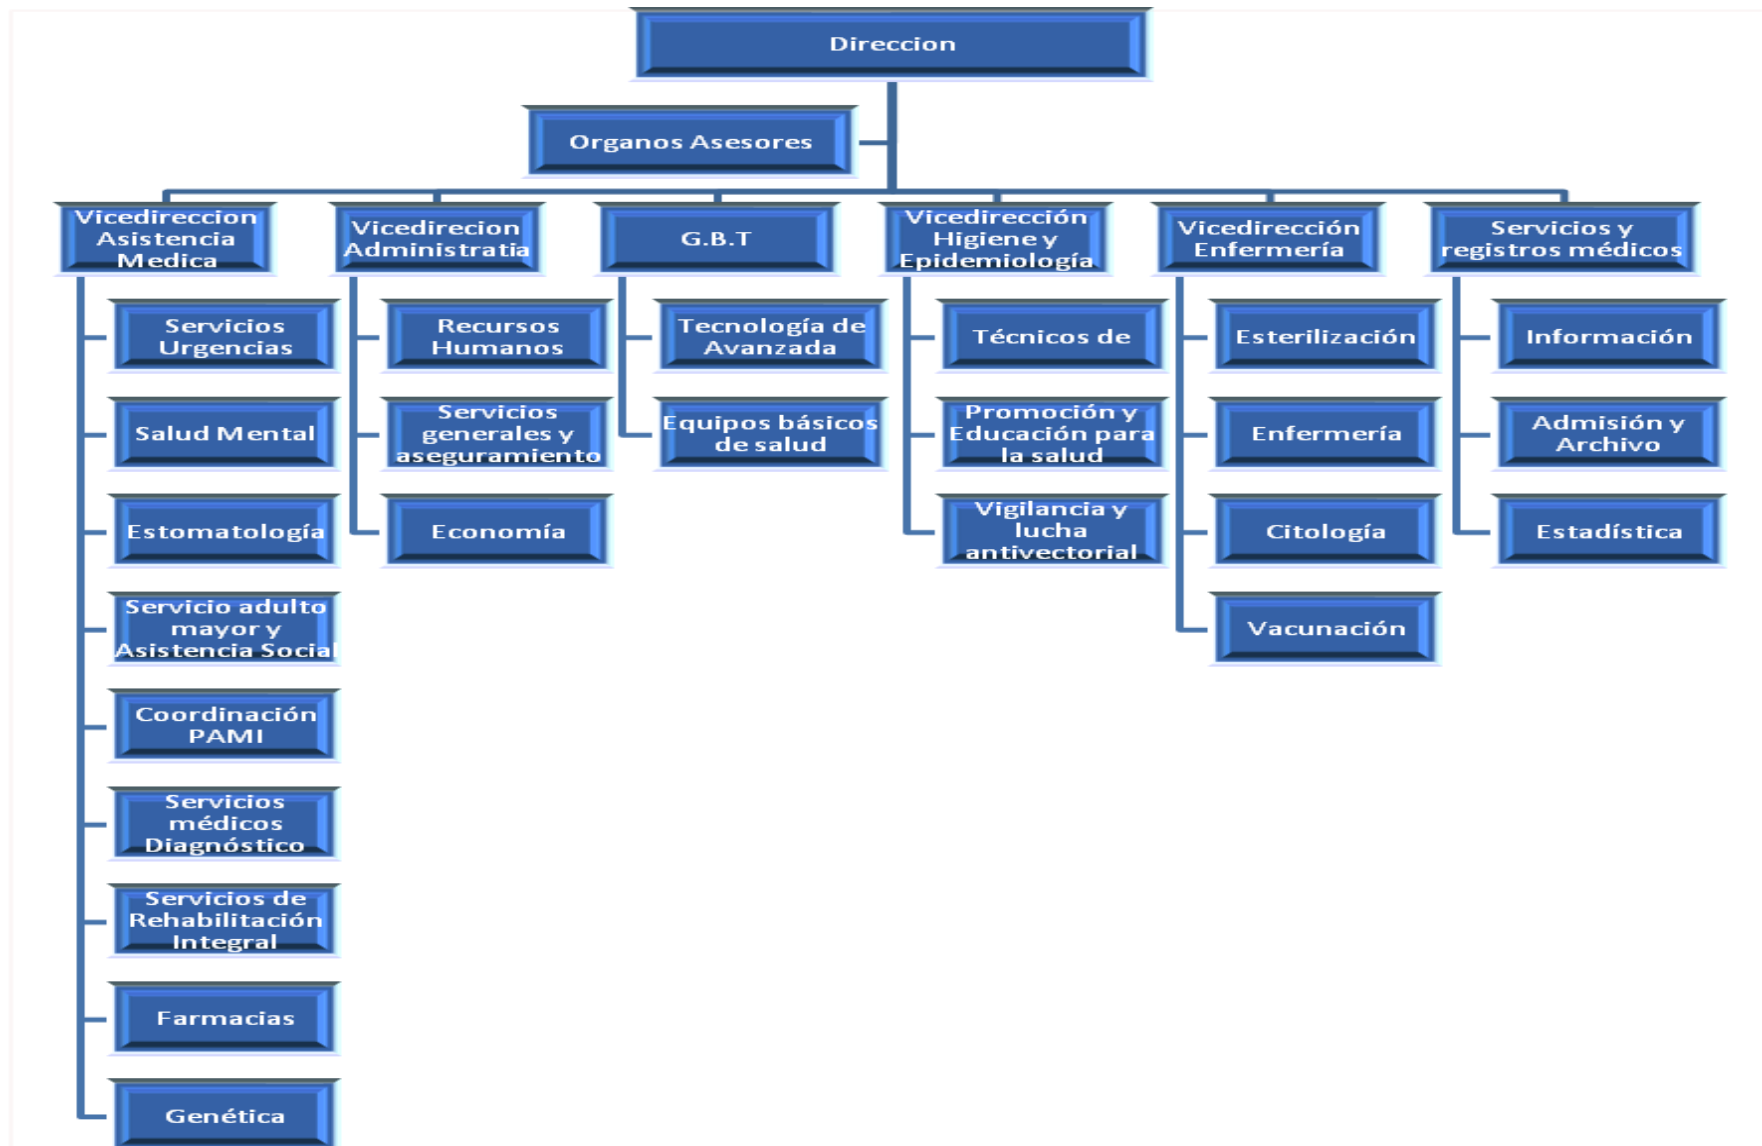 Direccion
Organos Asesores
Vicedireccion
Asistencia
Medica
Vicedirecion
Administratia
G.B.T
Vicedirección
Higiene y
Epidemiología
Vicedirección
Enfermería
Servicios y
registros médicos
Servicios
Urgencias
Salud Mental
Estomatología
Servicio adulto
mayor y
Asistencia Social
Coordinación
PAMI
Servicios
médicos
Diagnóstico
Servicios de
Rehabilitación
Integral
Farmacias
Genética
Recursos
Humanos
Servicios
generales y
aseguramiento
Economía
Tecnología de
Avanzada
Equipos básicos
de salud
Técnicos de
Promoción y
Educación para
la salud
Vigilancia y
lucha
antivectorial
Esterilización
Enfermería
Citología
Vacunación
Información
Admisión y
Archivo
Estadística